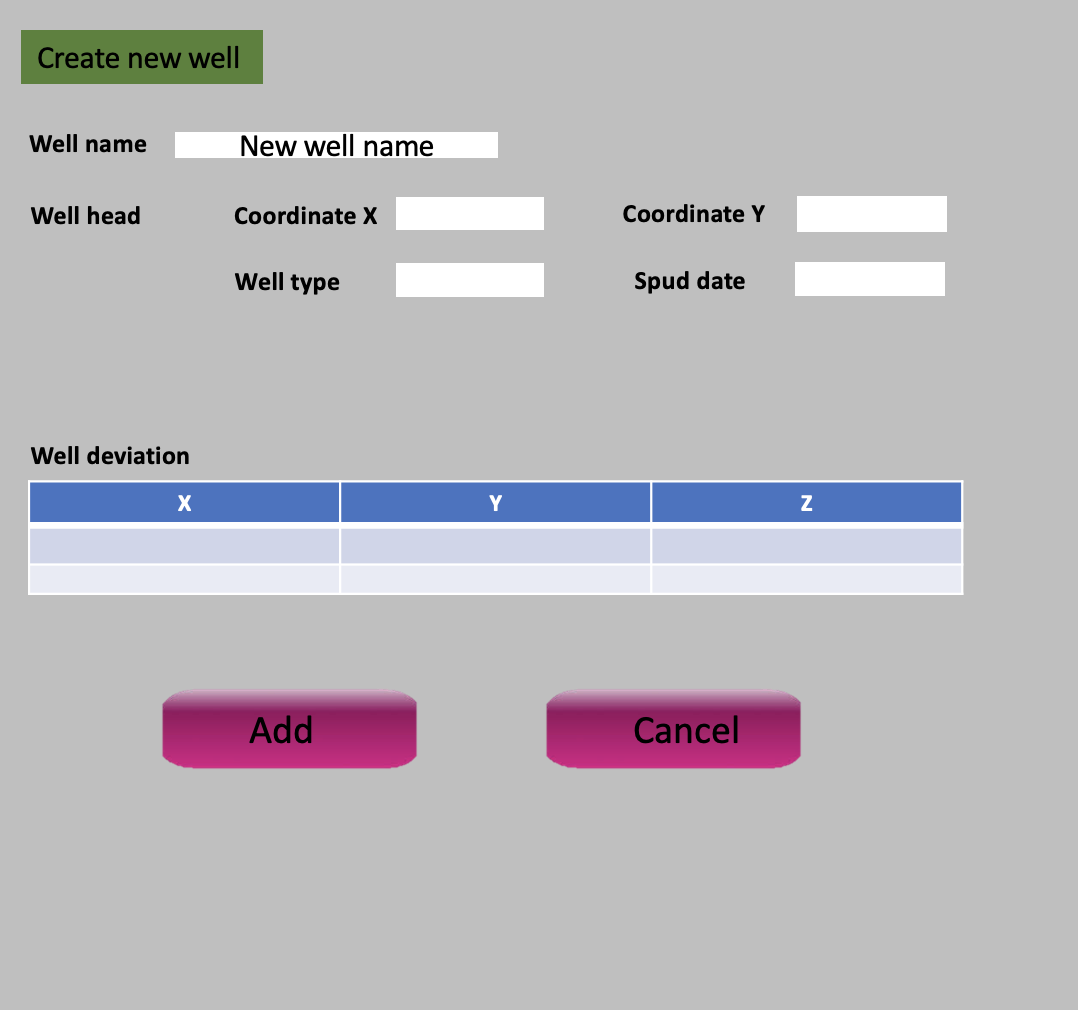 Create new well
Well name New well name
Well head Coordinate X Coordinate Y
Well type Spud date
Well deviation
X Y Z
Add Cancel